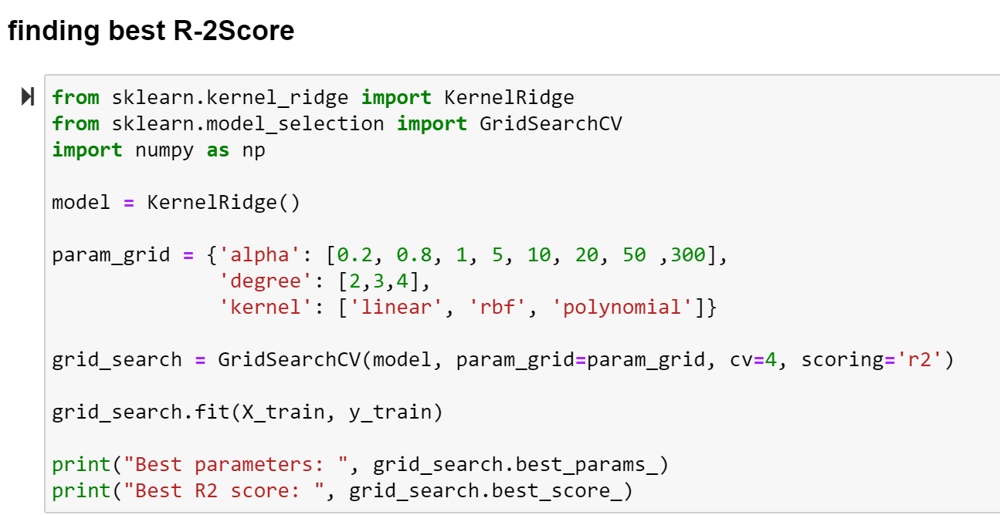 finding best R-2Score
from sklearn.kernel_ridge import KernelRidge
from sklearn.model_selection import GridSearchCV
import numpy as np
model = KernelRidge()
param_grid = {'alpha': [0.2, 0.8, 1, 5, 10, 20, 50 ,300],
'degree': [2,3,4],
'kernel': ['linear', 'rbf', 'polynomial']}
grid_search = GridSearchCV(model, param_grid=param_grid, cv=4, scoring='r2')
grid_search.fit(X_train, y_train)
print("Best parameters: ", grid_search.best_params_)
print("Best R2 score: ", grid_search.best_score_)